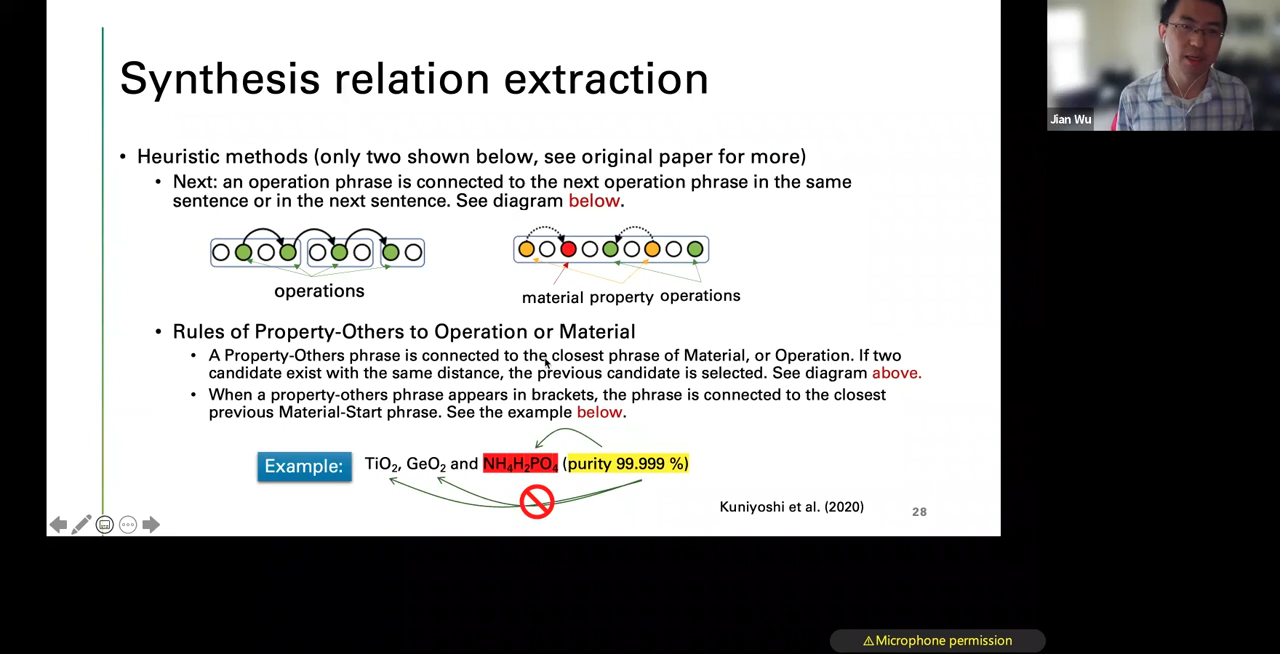 Synthesis relation extraction
Jian Wu
• Heuristic methods (only two shown below, see original paper for more)
• Next: an operation phrase is connected to the next operation phrase in the same
sentence or in the next sentence. See diagram below.
operations
material property operations
• Rules of Property-Others to Operation or Material
• A Property-Others phrase is connected to the closest phrase of Material, or Operation. If two
candidate exist with the same distance, the previous candidate is selected. See diagram above.
• When a property-others phrase appears in brackets, the phrase is connected to the closest
previous Material-Start phrase. See the example below.
Example: TiO₂, GeO₂ and NH₄H₂PO₄ (purity 99.999 %)
Kuniyoshi et al. (2020)
28
⚠Microphone permission